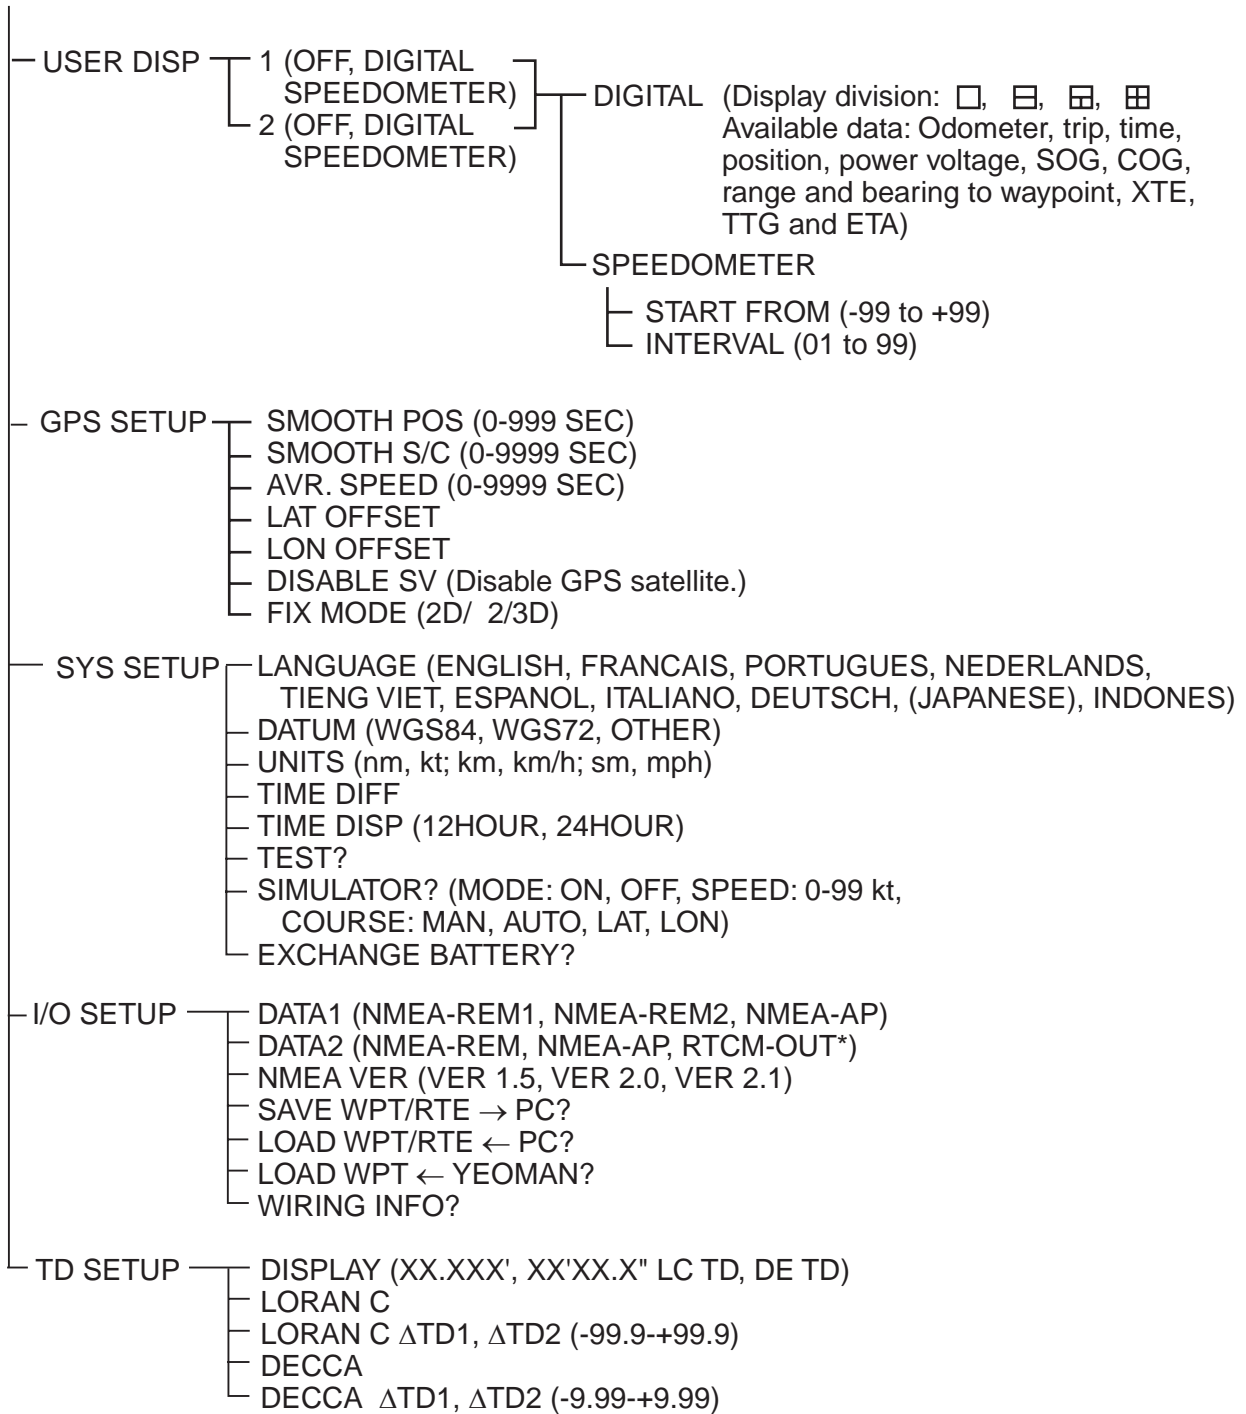 USER DISP
1 (OFF, DIGITAL
SPEEDOMETER)
2 (OFF, DIGITAL
SPEEDOMETER)
DIGITAL (Display division: , , ,
Available data: Odometer, trip, time,
position, power voltage, SOG, COG,
range and bearing to waypoint, XTE,
TTG and ETA)
SPEEDOMETER
START FROM (-99 to +99)
INTERVAL (01 to 99)
GPS SETUP
SMOOTH POS (0-999 SEC)
SMOOTH S/C (0-9999 SEC)
AVR. SPEED (0-9999 SEC)
LAT OFFSET
LON OFFSET
DISABLE SV (Disable GPS satellite.)
FIX MODE (2D/ 2/3D)
SYS SETUP
LANGUAGE (ENGLISH, FRANCAIS, PORTUGUES, NEDERLANDS,
TIENG VIET, ESPANOL, ITALIANO, DEUTSCH, (JAPANESE), INDONES)
DATUM (WGS84, WGS72, OTHER)
UNITS (nm, kt; km, km/h; sm, mph)
TIME DIFF
TIME DISP (12HOUR, 24HOUR)
TEST?
SIMULATOR? (MODE: ON, OFF, SPEED: 0-99 kt,
COURSE: MAN, AUTO, LAT, LON)
EXCHANGE BATTERY?
I/O SETUP
DATA1 (NMEA-REM1, NMEA-REM2, NMEA-AP)
DATA2 (NMEA-REM, NMEA-AP, RTCM-OUT*)
NMEA VER (VER 1.5, VER 2.0, VER 2.1)
SAVE WPT/RTE → PC?
LOAD WPT/RTE ← PC?
LOAD WPT ← YEOMAN?
WIRING INFO?
TD SETUP
DISPLAY (XX.XXX', XX'XX.X" LC TD, DE TD)
LORAN C
LORAN C ΔTD1, ΔTD2 (-99.9-+99.9)
DECCA
DECCA ΔTD1, ΔTD2 (-9.99-+9.99)